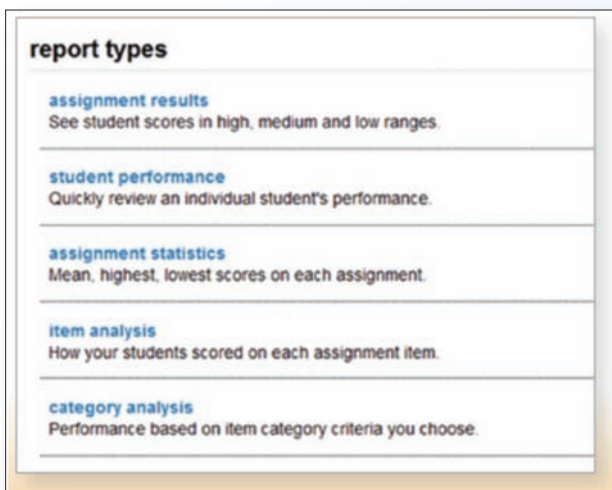 report types
assignment results
See student scores in high, medium and low ranges.
student performance
Quickly review an individual student's performance.
assignment statistics
Mean, highest, lowest scores on each assignment.
item analysis
How your students scored on each assignment item.
category analysis
Performance based on item category criteria you choose.